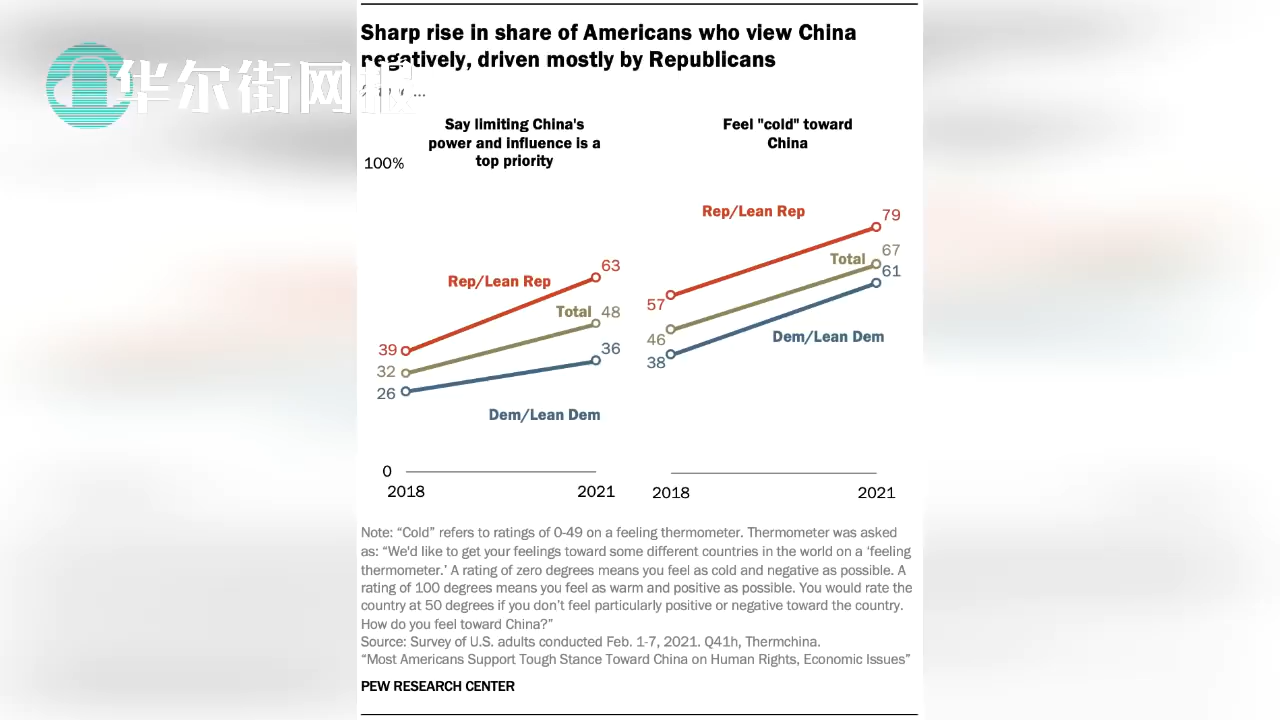 Sharp rise in share of Americans who view China
negatively, driven mostly by Republicans
华尔街网报
100%
Say limiting China's
power and influence is a
top priority
Feel "cold" toward
China
Rep/Lean Rep
63
Total 48
36
39
32
26
Dem/Lean Dem
0
2018
2021
Rep/Lean Rep
79
Total 67
61
57
46
38
Dem/Lean Dem
2018
2021
Note: “Cold” refers to ratings of 0-49 on a feeling thermometer. Thermometer was asked
as: “We'd like to get your feelings toward some different countries in the world on a ‘feeling
thermometer.’ A rating of zero degrees means you feel as cold and negative as possible. A
rating of 100 degrees means you feel as warm and positive as possible. You would rate the
country at 50 degrees if you don’t feel particularly positive or negative toward the country.
How do you feel toward China?”
Source: Survey of U.S. adults conducted Feb. 1-7, 2021. Q41h, Thermchina.
“Most Americans Support Tough Stance Toward China on Human Rights, Economic Issues”
PEW RESEARCH CENTER